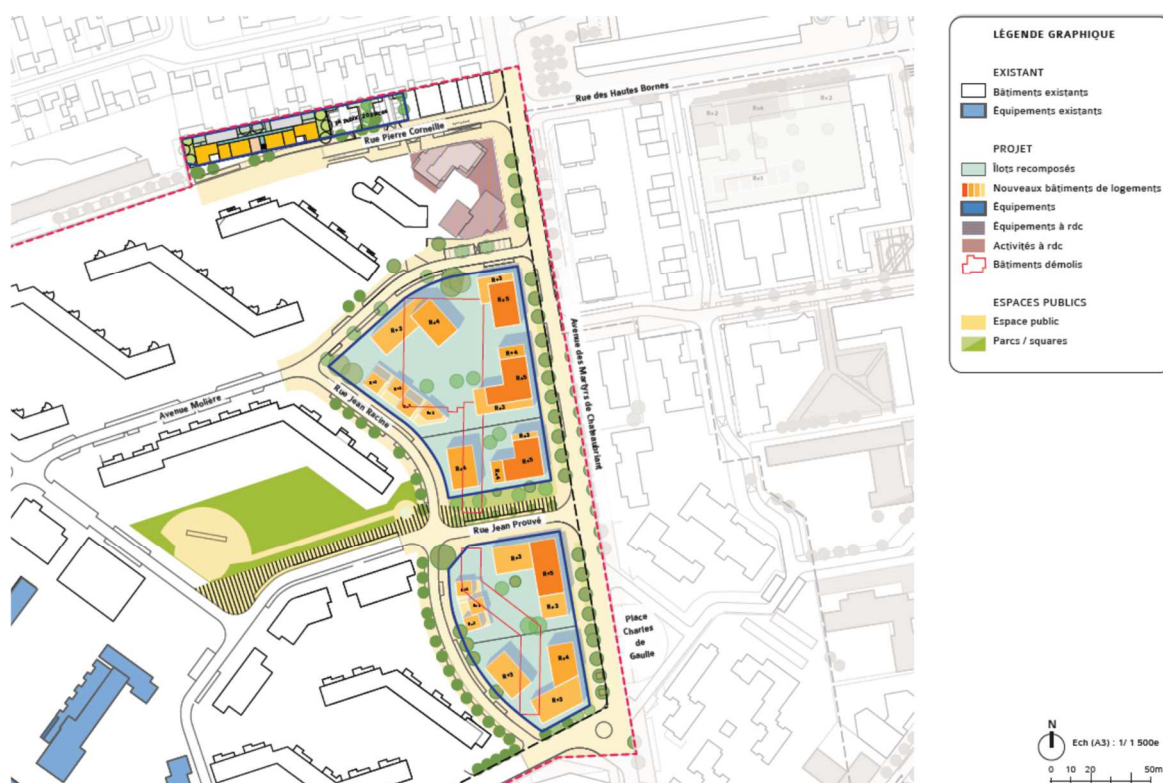 LÉGENDE GRAPHIQUE
EXISTANT
Bâtiments existants
Équipements existants
PROJET
Îlots recomposés
Nouveaux bâtiments de logements
Équipements
Équipements à rdc
Activités à rdc
Bâtiments démolis
ESPACES PUBLICS
Espace public
Parcs / squares
Rue des Hautes Bornes
Rue Pierre Corneille
R+3
R+5
R+3
R+4
R+4
R+5
R+3
Avenue Molière
Rue Jean Racine
Avenue des Martyrs de Chateaubriant
R+3
R+4
R+5
R+4
Rue Jean Prouvé
R+3
R+5
R+3
Place
Charles
de
Gaulle
R+4
R+3
R+5
N
Ech (A3) : 1/ 1 500e
0 10 20 50m